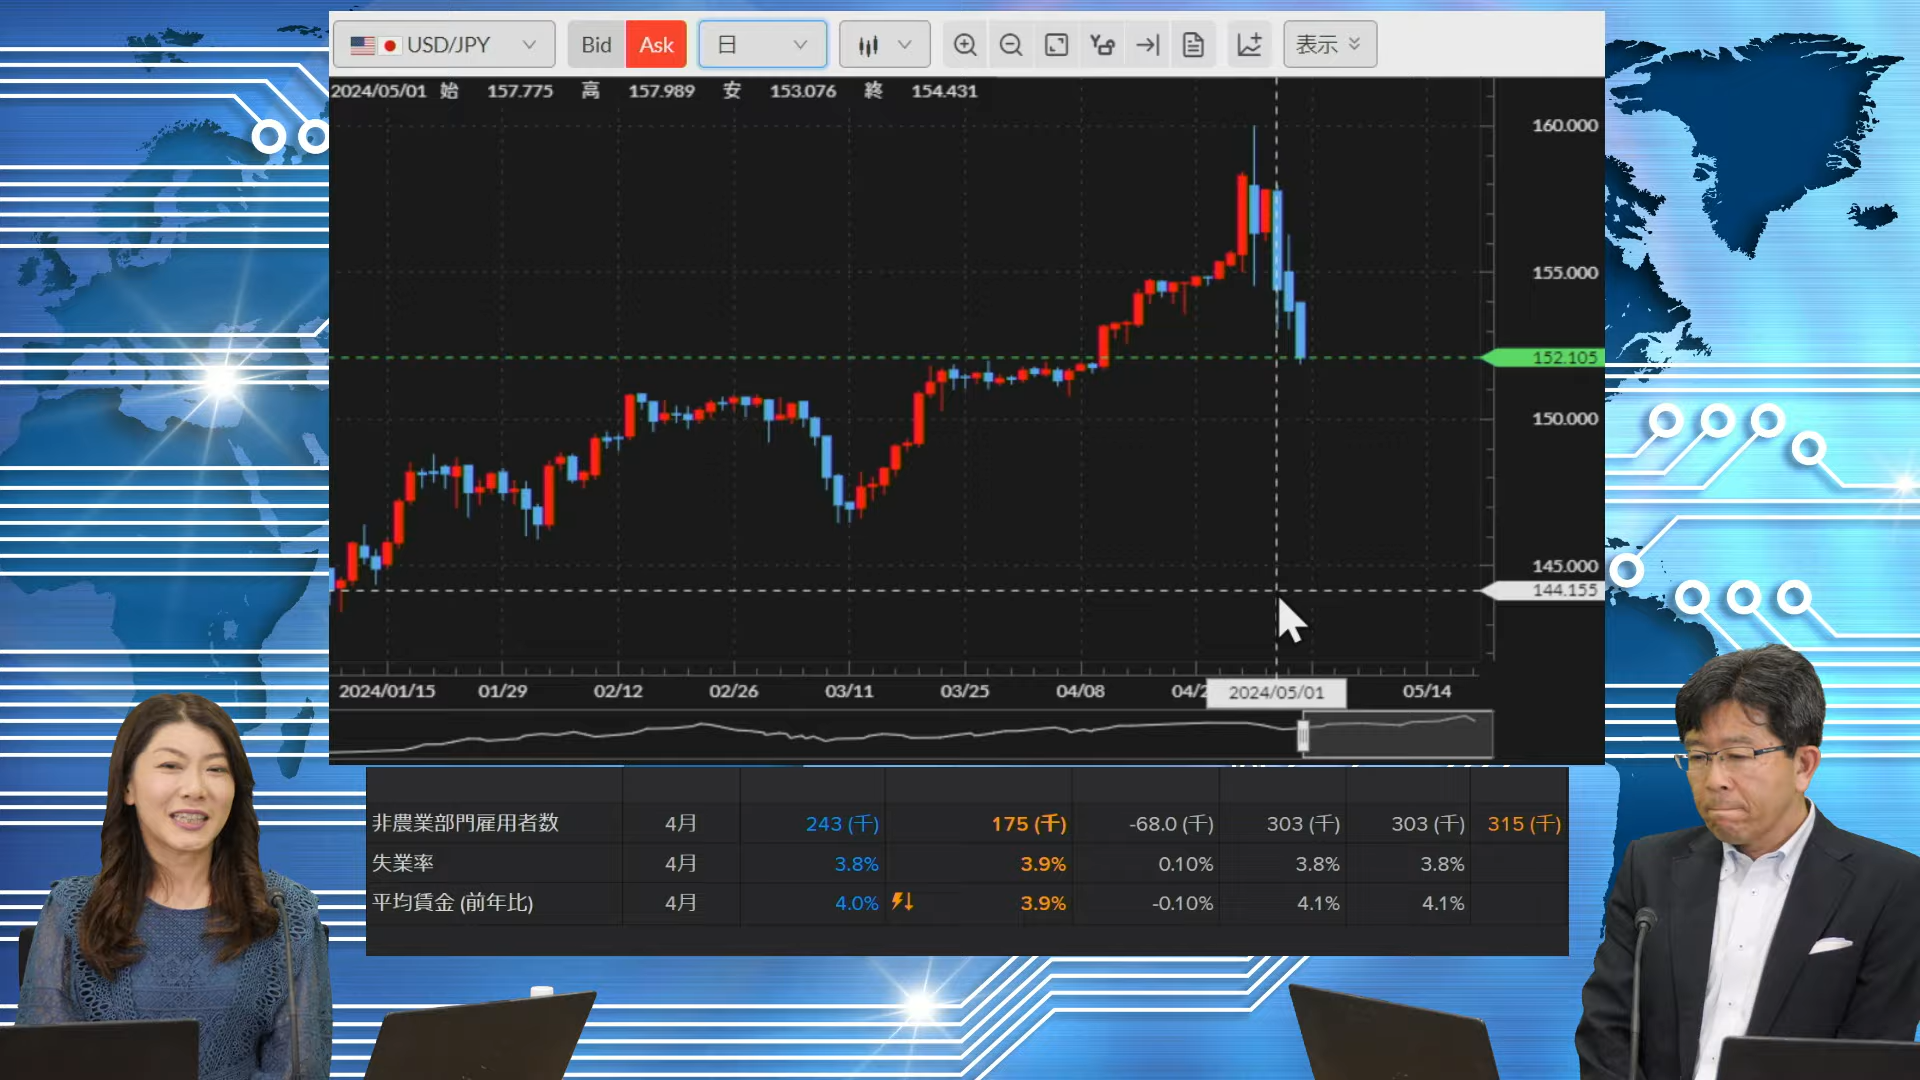 USD/JPY Bid Ask 日 表示
2024/05/01 始 157.775 高 157.989 安 153.076 終 154.431
160.000
155.000
152.105
150.000
145.000
144.155
2024/01/15 01/29 02/12 02/26 03/11 03/25 04/08 04/2 2024/05/01 05/14
非農業部門雇用者数 4月 243 (千) 175 (千) -68.0 (千) 303 (千) 303 (千) 315 (千)
失業率 4月 3.8% 3.9% 0.10% 3.8% 3.8%
平均賃金 (前年比) 4月 4.0% 3.9% -0.10% 4.1% 4.1%